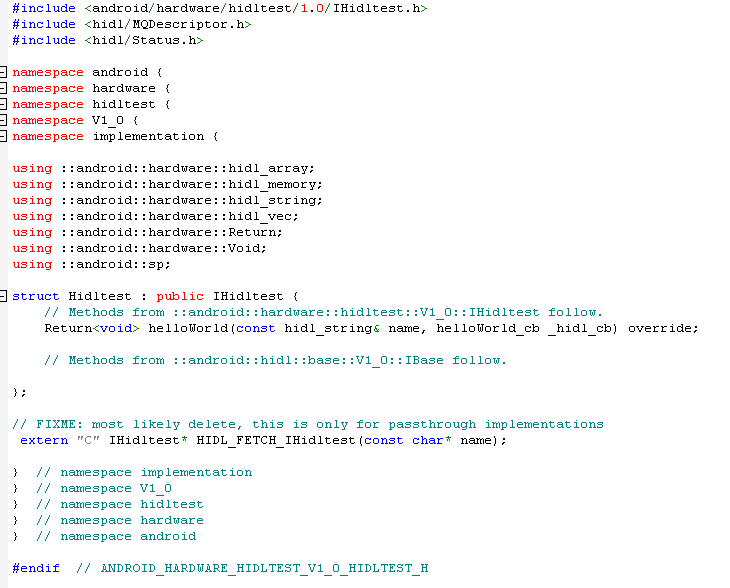 #include <android/hardware/hidltest/1.0/IHidltest.h>
#include <hidl/MQDescriptor.h>
#include <hidl/Status.h>
namespace android {
namespace hardware {
namespace hidltest {
namespace V1_0 {
namespace implementation {
using ::android::hardware::hidl_array;
using ::android::hardware::hidl_memory;
using ::android::hardware::hidl_string;
using ::android::hardware::hidl_vec;
using ::android::hardware::Return;
using ::android::hardware::Void;
using ::android::sp;
struct Hidltest : public IHidltest {
// Methods from ::android::hardware::hidltest::V1_0::IHidltest follow.
Return<void> helloWorld(const hidl_string& name, helloWorld_cb _hidl_cb) override;
// Methods from ::android::hidl::base::V1_0::IBase follow.
};
// FIXME: most likely delete, this is only for passthrough implementations
extern "C" IHidltest* HIDL_FETCH_IHidltest(const char* name);
} // namespace implementation
} // namespace V1_0
} // namespace hidltest
} // namespace hardware
} // namespace android
#endif // ANDROID_HARDWARE_HIDLTEST_V1_0_HIDLTEST_H